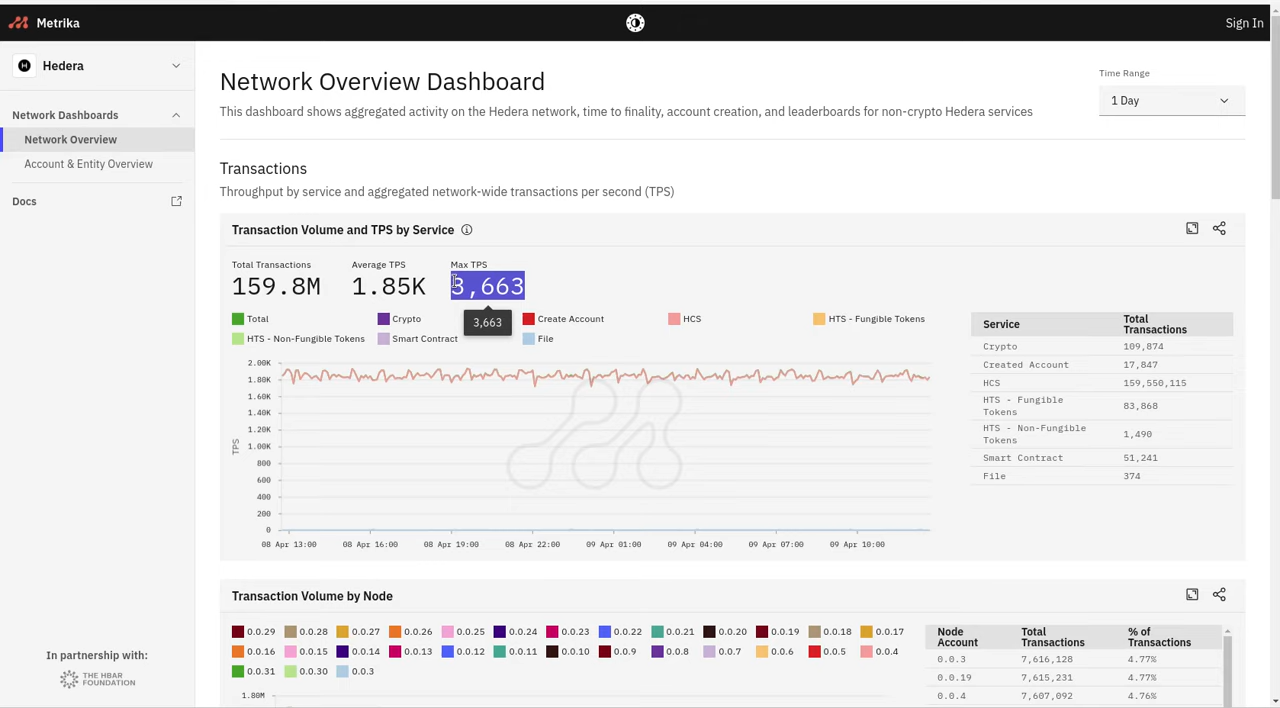 Metrika
Sign In
Hedera
Network Dashboards
Network Overview
Account & Entity Overview
Docs
In partnership with:
THE HBAR
FOUNDATION
Network Overview Dashboard
This dashboard shows aggregated activity on the Hedera network, time to finality, account creation, and leaderboards for non-crypto Hedera services
Time Range
1 Day
Transactions
Throughput by service and aggregated network-wide transactions per second (TPS)
Transaction Volume and TPS by Service
Total Transactions Average TPS Max TPS
159.8M 1.85K 3,663
3,663
Total Crypto Create Account HCS HTS - Fungible Tokens
HTS - Non-Fungible Tokens Smart Contract File
TPS
2.00K
1.80K
1.60K
1.40K
1.20K
1.00K
800
600
400
200
0
08 Apr 13:00 08 Apr 16:00 08 Apr 19:00 08 Apr 22:00 09 Apr 01:00 09 Apr 04:00 09 Apr 07:00 09 Apr 10:00
Service Total Transactions
Crypto 109,874
Created Account 17,847
HCS 159,550,115
HTS - Fungible Tokens 83,868
HTS - Non-Fungible Tokens 1,490
Smart Contract 51,241
File 374
Transaction Volume by Node
0.0.29 0.0.28 0.0.27 0.0.26 0.0.25 0.0.24 0.0.23 0.0.22 0.0.21 0.0.20 0.0.19 0.0.18 0.0.17
0.0.16 0.0.15 0.0.14 0.0.13 0.0.12 0.0.11 0.0.10 0.0.9 0.0.8 0.0.7 0.0.6 0.0.5 0.0.4
0.0.31 0.0.30 0.0.3
1.80M
Node Account Total Transactions % of Transactions
0.0.3 7,616,128 4.77%
0.0.19 7,615,231 4.77%
0.0.4 7,607,092 4.76%